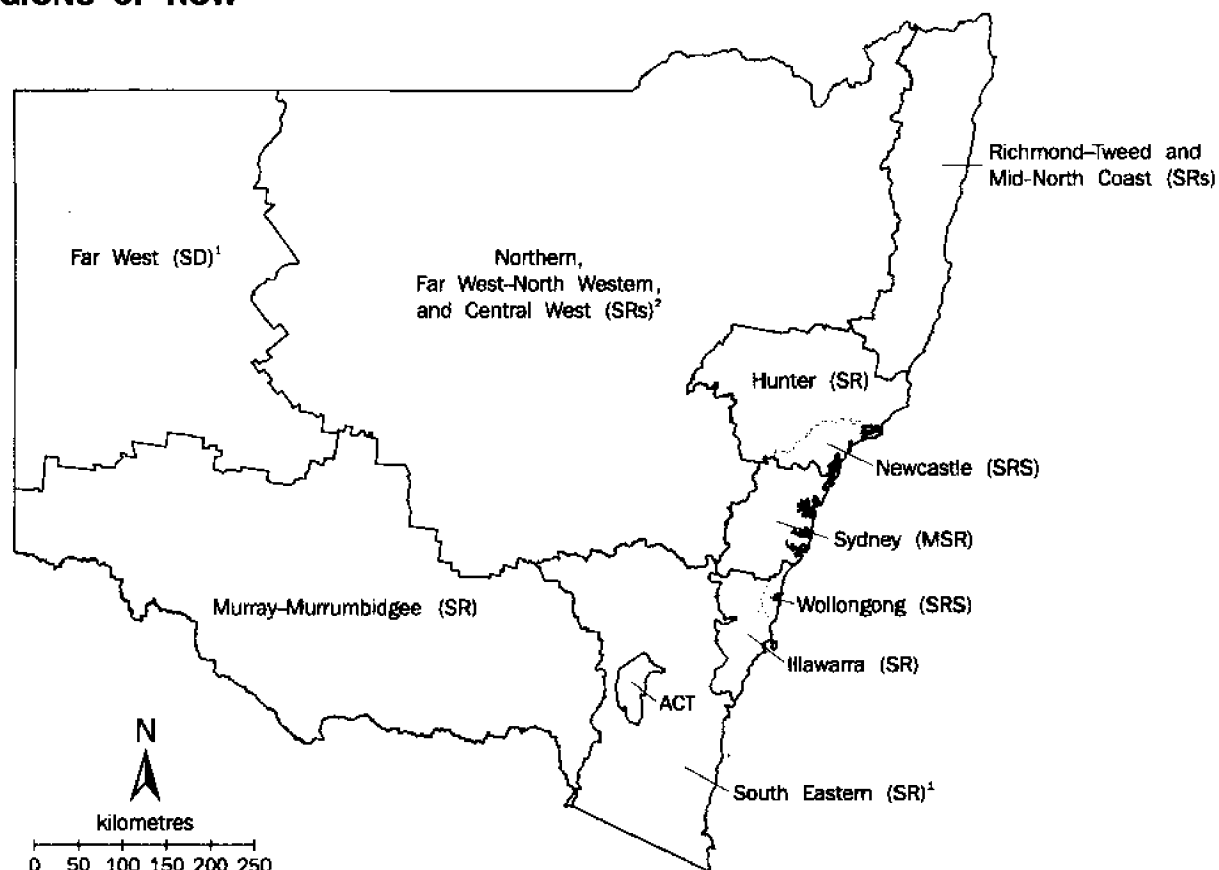 Richmond–Tweed and
Mid–North Coast (SRs)
Far West (SD)¹
Northern,
Far West–North Western,
and Central West (SRs)²
Hunter (SR)
Newcastle (SRS)
Sydney (MSR)
Murray–Murrumbidgee (SR)
Wollongong (SRS)
Illawarra (SR)
ACT
South Eastern (SR)¹
N
kilometres
0 50 100 150 200 250